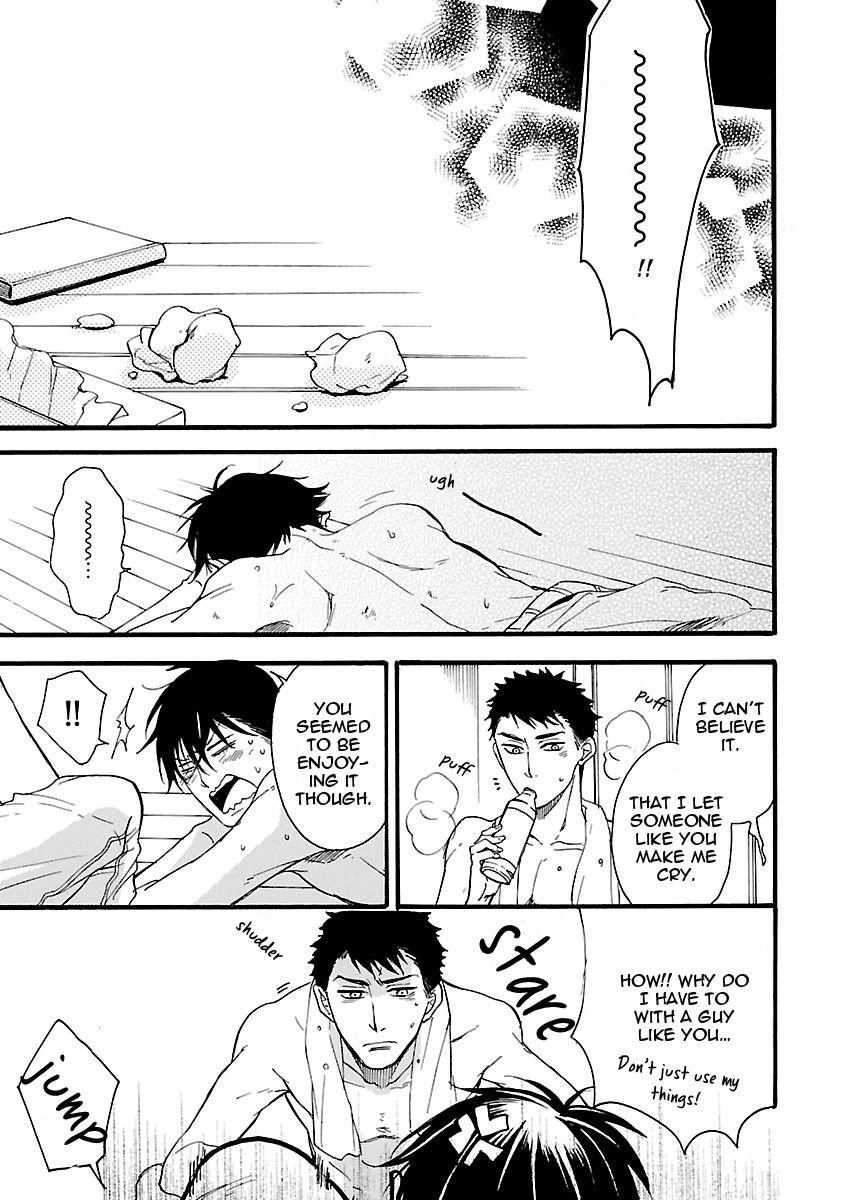 !!
ugh
puff
puff
I CAN'T
BELIEVE
IT.
THAT I LET
SOMEONE
LIKE YOU
MAKE ME
CRY.
YOU
SEEMED
TO BE
ENJOY-
ING IT
THOUGH.
!!
HOW!! WHY DO
I HAVE TO
WITH A GUY
LIKE YOU...
Don't just use my
things!
stare
shudder
jump